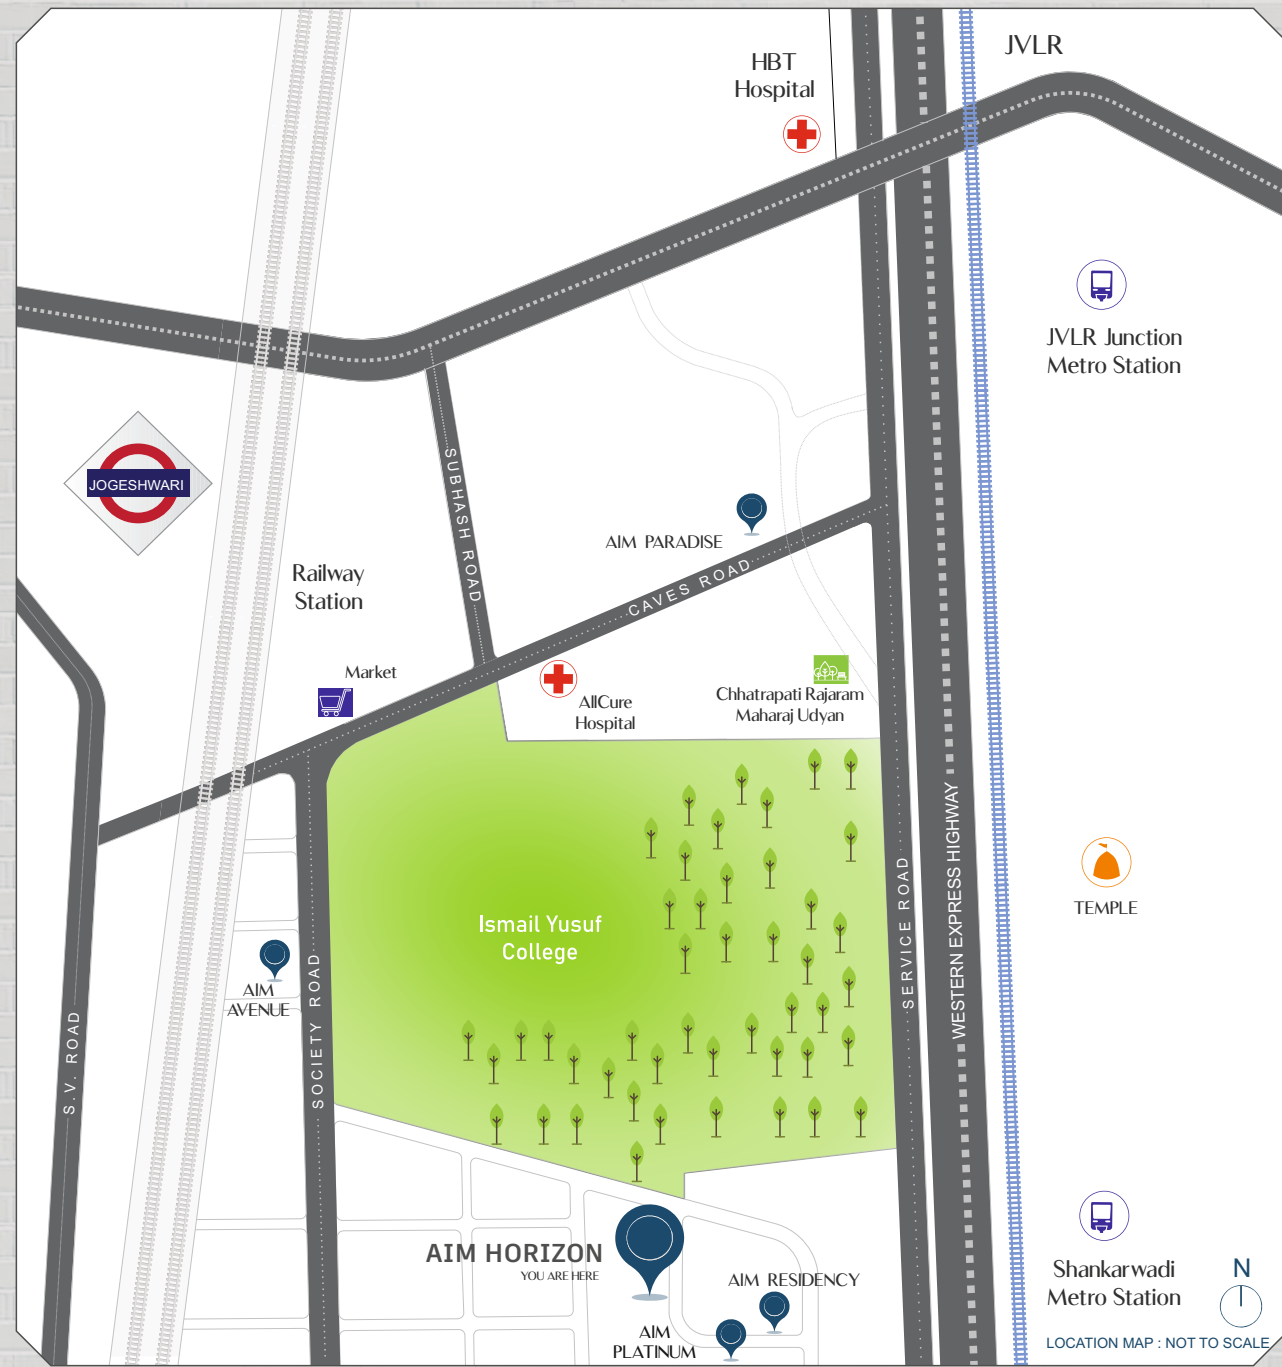 JVLR
HBT
Hospital
JVLR Junction
Metro Station
JOGESHWARI
SUBHASH ROAD
AIM PARADISE
CAVES ROAD
Railway
Station
Market
AllCure
Hospital
Chhatrapati Rajaram
Maharaj Udyan
Ismail Yusuf
College
SERVICE ROAD
WESTERN EXPRESS HIGHWAY
TEMPLE
AIM
AVENUE
SOCIETY ROAD
S.V. ROAD
AIM HORIZON
YOU ARE HERE
AIM RESIDENCY
AIM
PLATINUM
Shankarwadi
Metro Station
N
LOCATION MAP : NOT TO SCALE